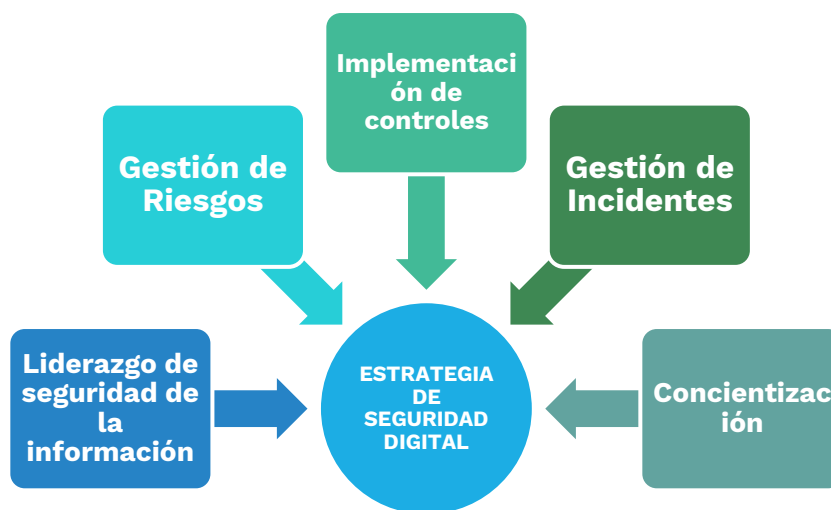 Implementaci
ón de
controles
Gestión de
Riesgos
Gestión de
Incidentes
Liderazgo de
seguridad de
la
información
ESTRATEGIA
DE
SEGURIDAD
DIGITAL
Concientizac
ión